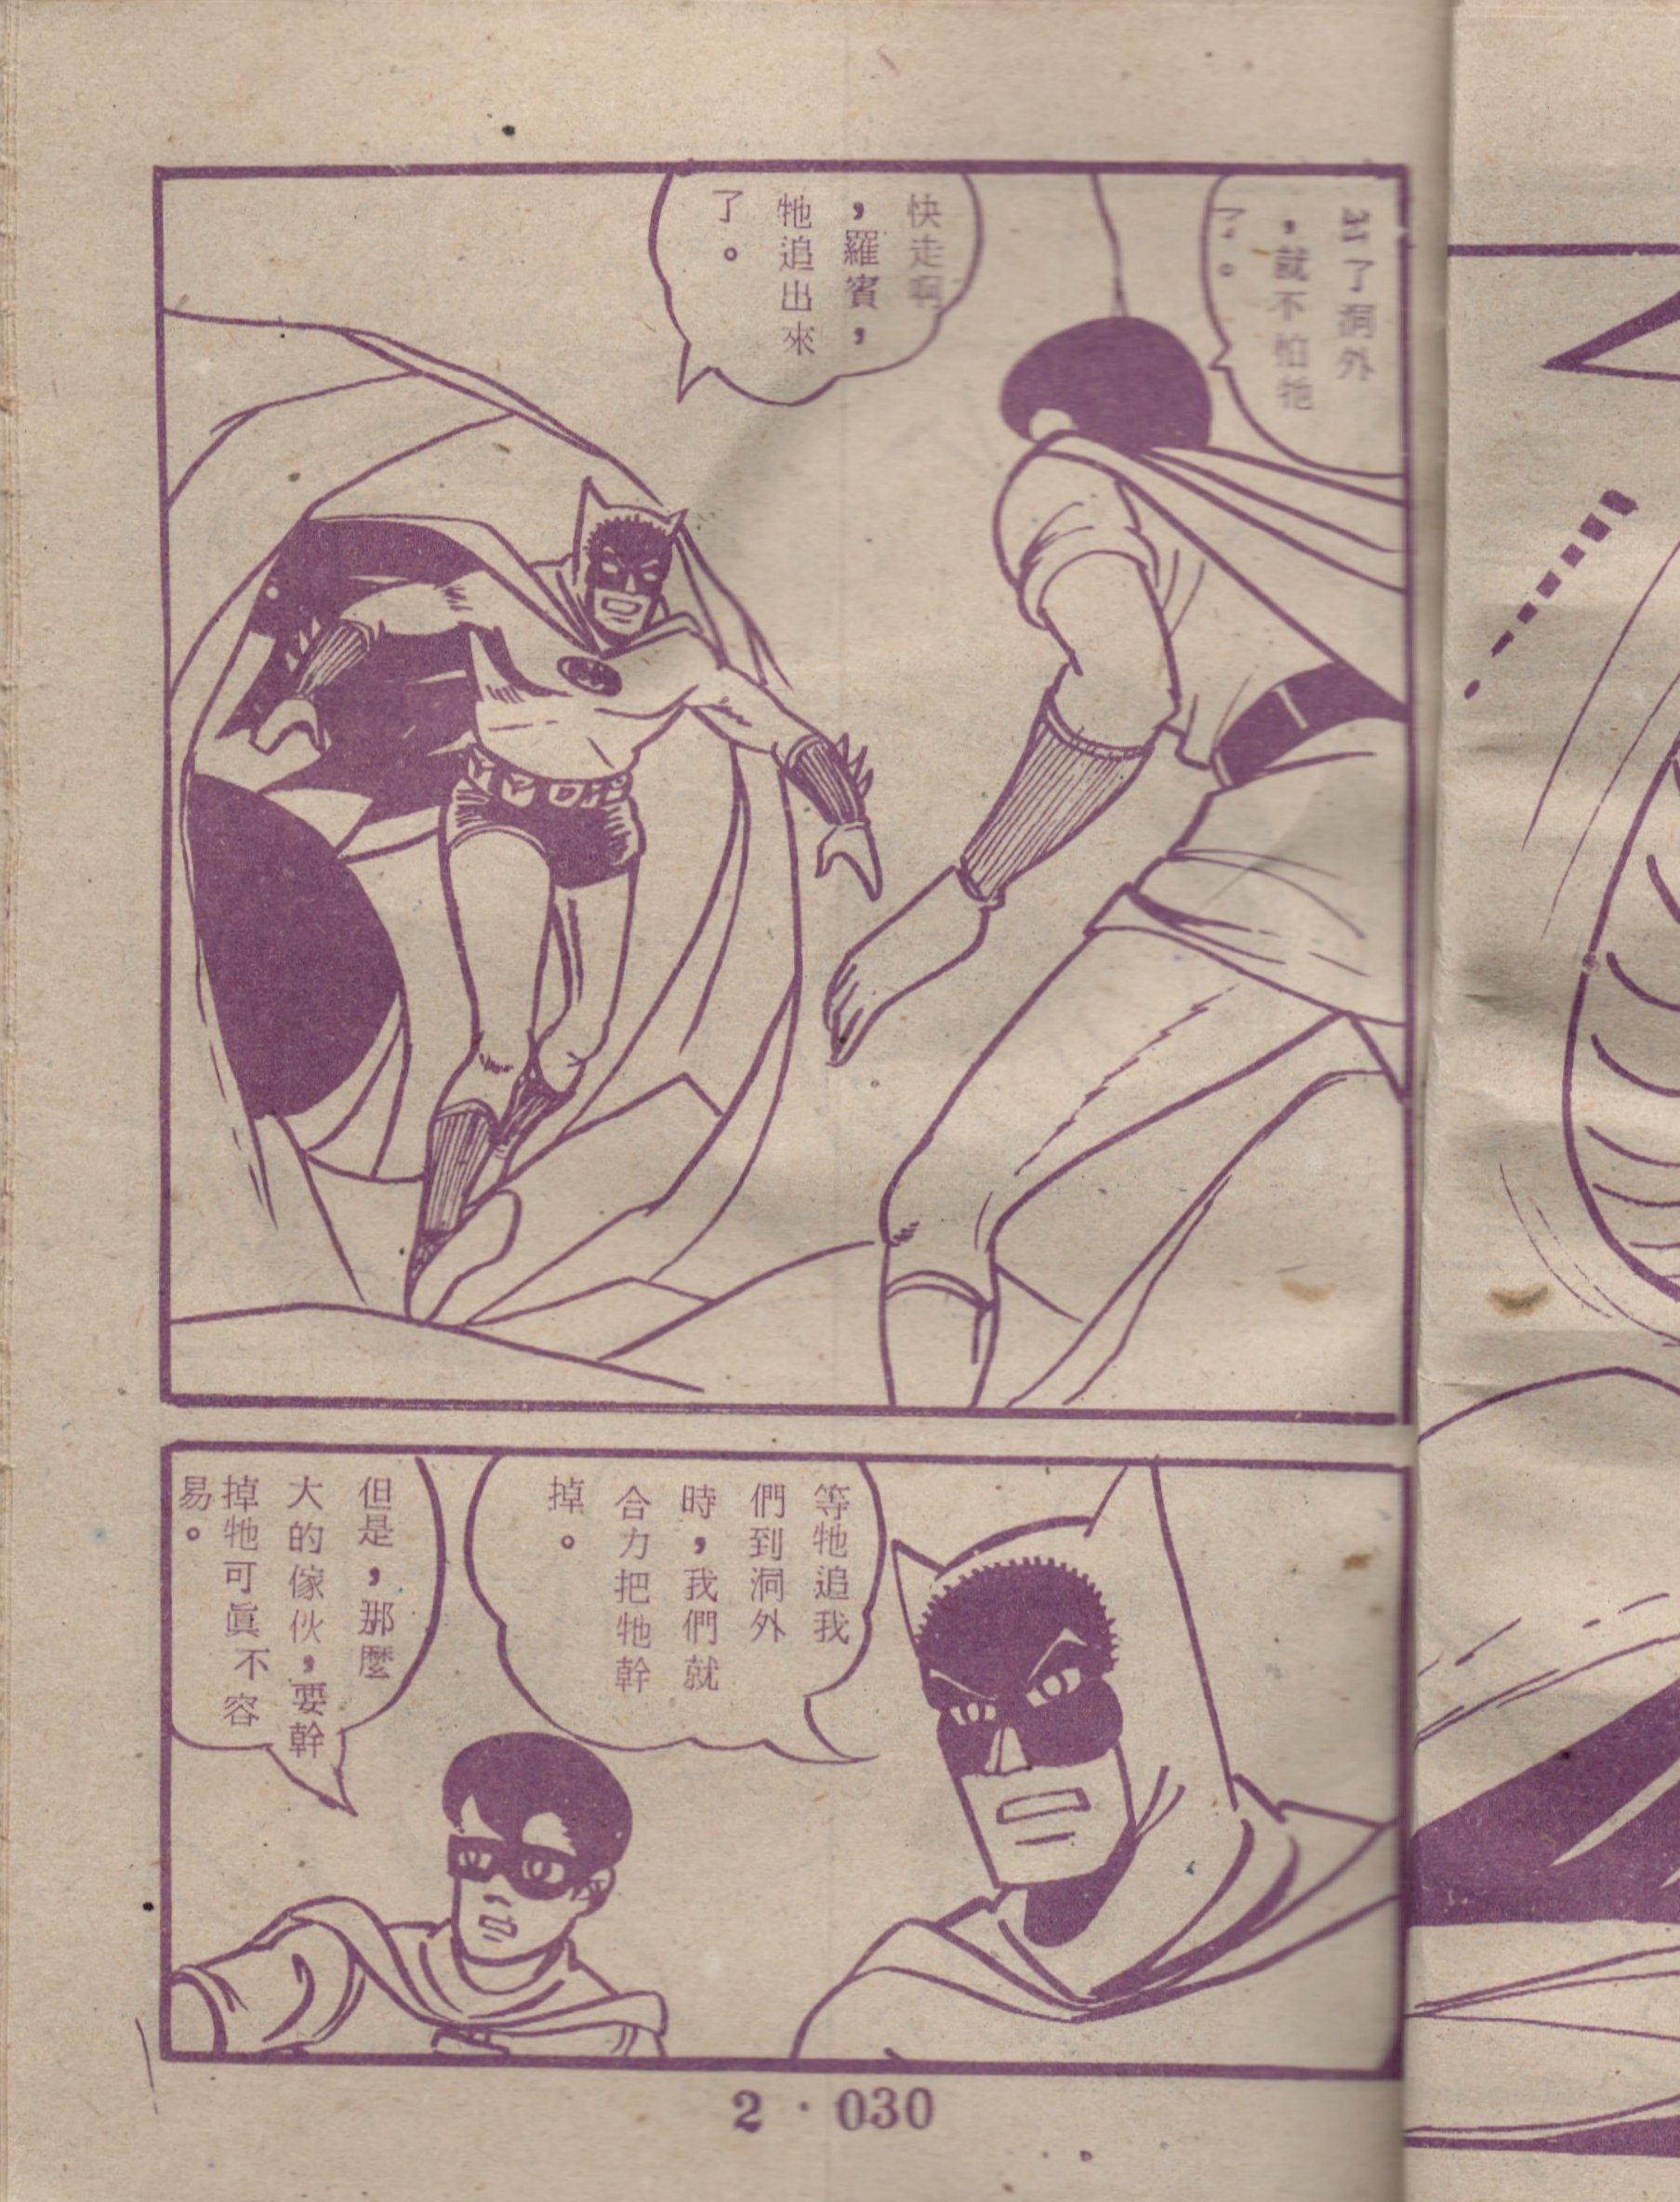 出了洞外
，就不怕牠
了。
快走啊
，羅賓，
牠追出來
了。
等牠追我
們到洞外
時，我們就
合力把牠幹
掉。
但是，那麼
大的傢伙，要幹
掉牠可眞不容
易。
2·030